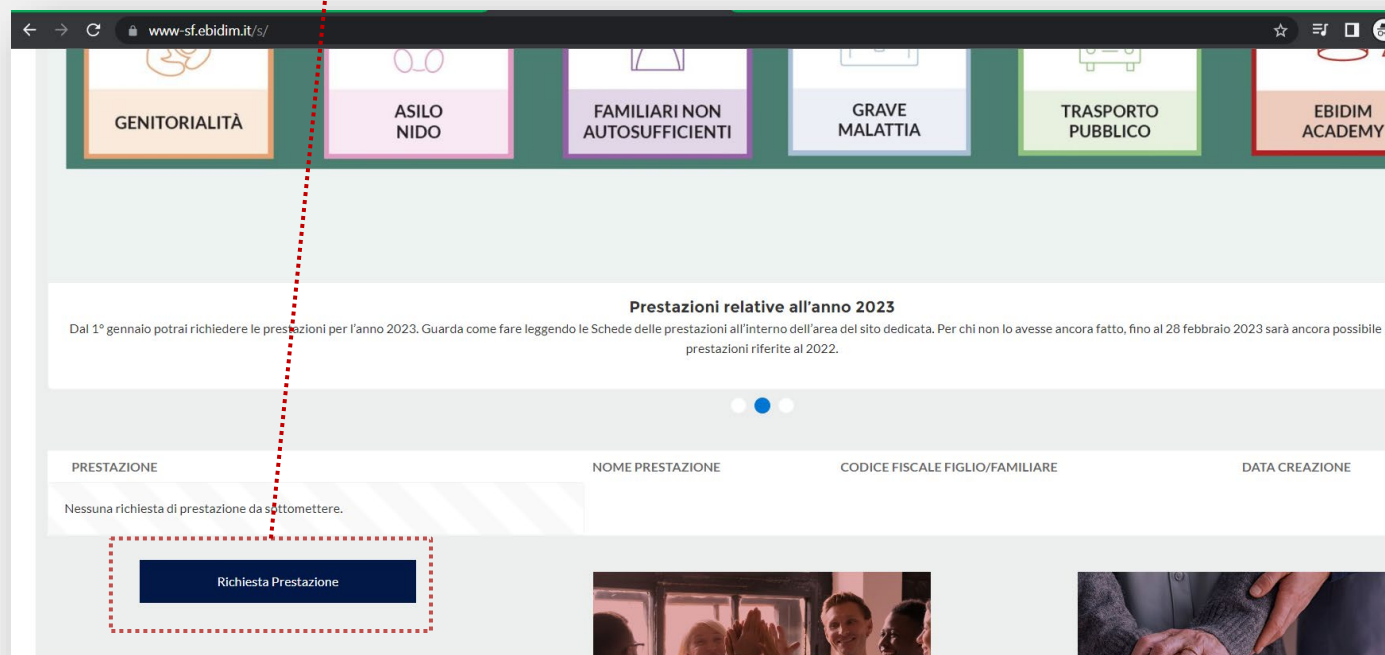 www-sf.ebidim.it/s/
GENITORIALITÀ
ASILO
NIDO
FAMILIARI NON
AUTOSUFFICIENTI
GRAVE
MALATTIA
TRASPORTO
PUBBLICO
EBIDIM
ACADEMY
Prestazioni relative all'anno 2023
Dal 1° gennaio potrai richiedere le prestazioni per l'anno 2023. Guarda come fare leggendo le Schede delle prestazioni all'interno dell'area del sito dedicata. Per chi non lo avesse ancora fatto, fino al 28 febbraio 2023 sarà ancora possibile
prestazioni riferite al 2022.
PRESTAZIONE NOME PRESTAZIONE CODICE FISCALE FIGLIO/FAMILIARE DATA CREAZIONE
Nessuna richiesta di prestazione da sottomettere.
Richiesta Prestazione